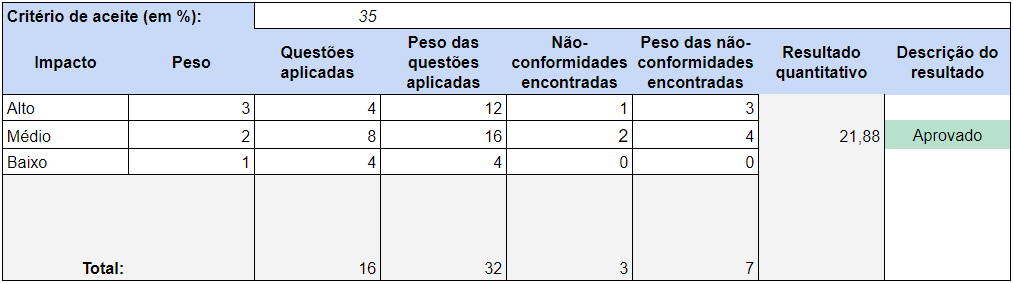 Critério de aceite (em %): 35
Impacto Peso Questões aplicadas Peso das questões aplicadas Não-conformidades encontradas Peso das não-conformidades encontradas Resultado quantitativo Descrição do resultado
Alto 3 4 12 1 3
Médio 2 8 16 2 4 21,88 Aprovado
Baixo 1 4 4 0 0
Total: 16 32 3 7